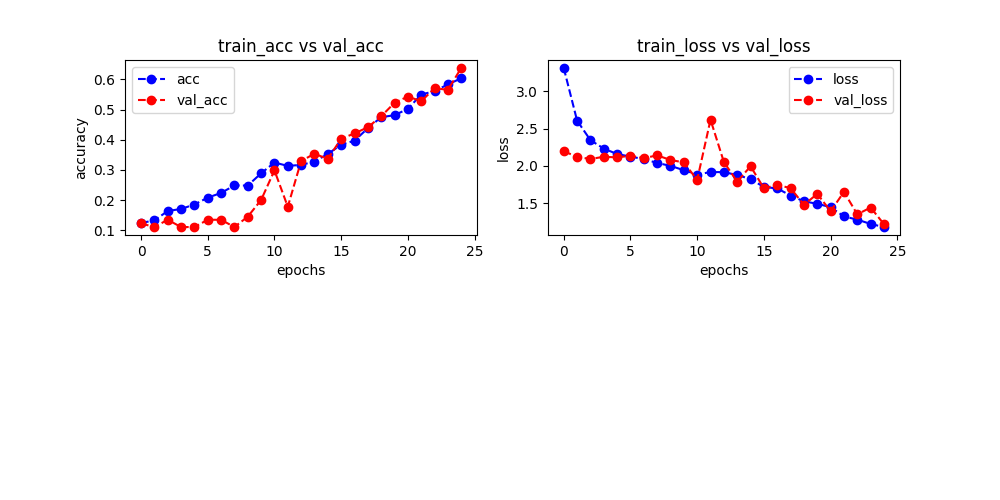 train_acc vs val_acc
acc
val_acc
accuracy
0.6
0.5
0.4
0.3
0.2
0.1
0 5 10 15 20 25
epochs
train_loss vs val_loss
loss
val_loss
loss
3.0
2.5
2.0
1.5
0 5 10 15 20 25
epochs